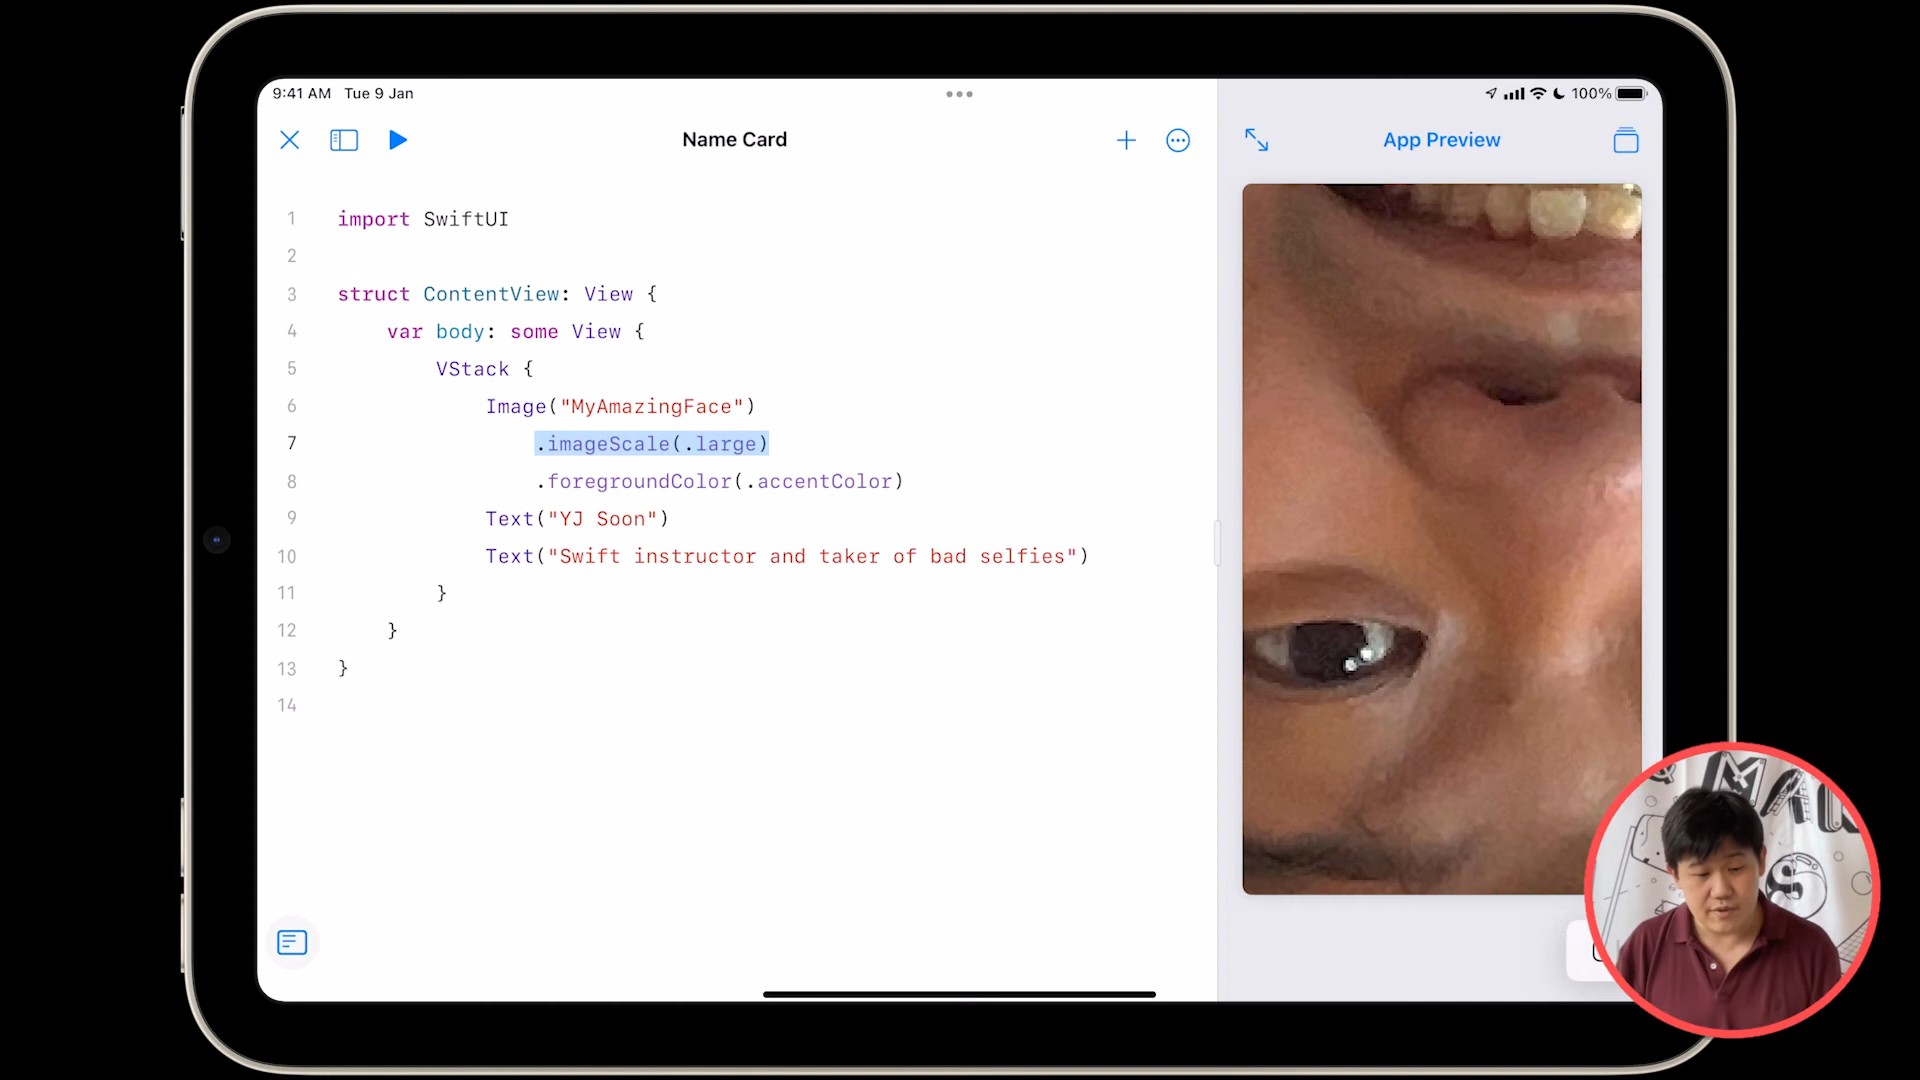 9:41 AM Tue 9 Jan
100%
Name Card
App Preview
1 import SwiftUI
2
3 struct ContentView: View {
4 var body: some View {
5 VStack {
6 Image("MyAmazingFace")
7 .imageScale(.large)
8 .foregroundColor(.accentColor)
9 Text("YJ Soon")
10 Text("Swift instructor and taker of bad selfies")
11 }
12 }
13 }
14